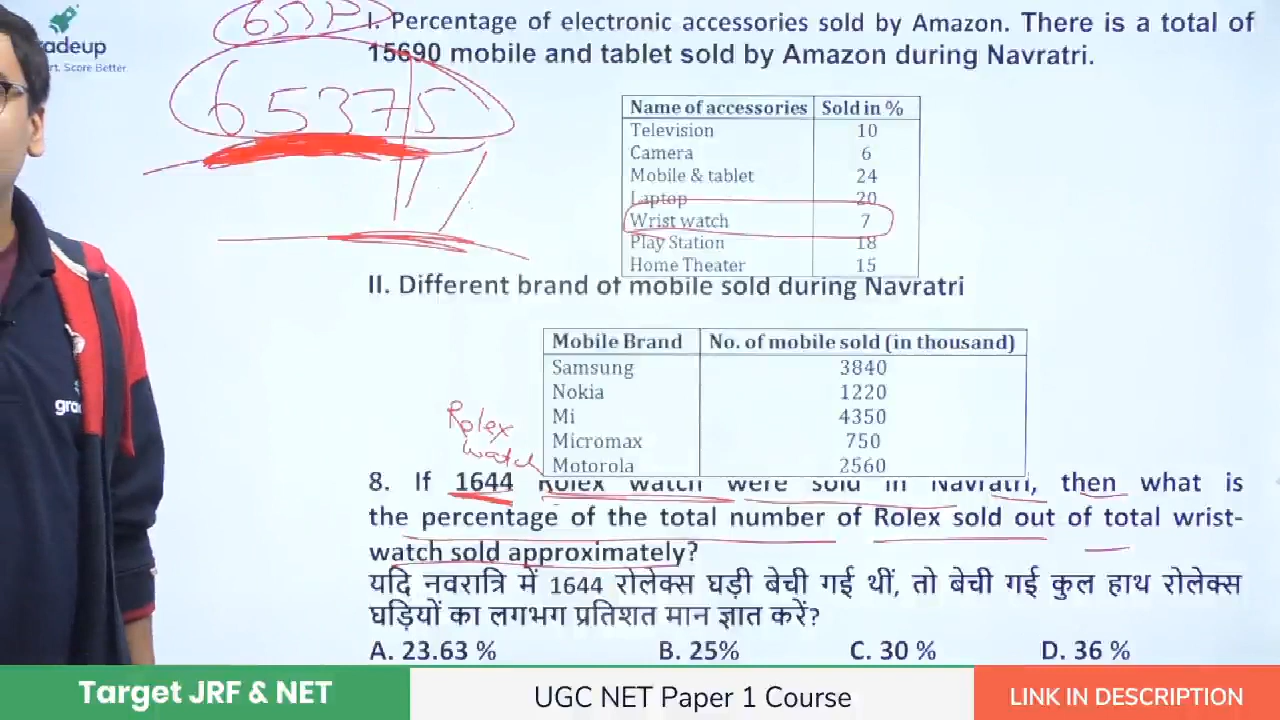 gradeup
rt. Score Better.
65375
I. Percentage of electronic accessories sold by Amazon. There is a total of
15690 mobile and tablet sold by Amazon during Navratri.
Name of accessories Sold in %
Television 10
Camera 6
Mobile & tablet 24
Laptop 20
Wrist watch 7
Play Station 18
Home Theater 15
II. Different brand of mobile sold during Navratri
Mobile Brand No. of mobile sold (in thousand)
Samsung 3840
Nokia 1220
Mi 4350
Micromax 750
Motorola 2560
Rolex
watch
8. If 1644 Rolex watch were sold in Navratri, then what is
the percentage of the total number of Rolex sold out of total wrist-
watch sold approximately?
यदि नवरात्रि में 1644 रोलेक्स घड़ी बेची गई थीं, तो बेची गई कुल हाथ रोलेक्स
घड़ियों का लगभग प्रतिशत मान ज्ञात करें?
A. 23.63 % B. 25% C. 30 % D. 36 %
Target JRF & NET UGC NET Paper 1 Course LINK IN DESCRIPTION